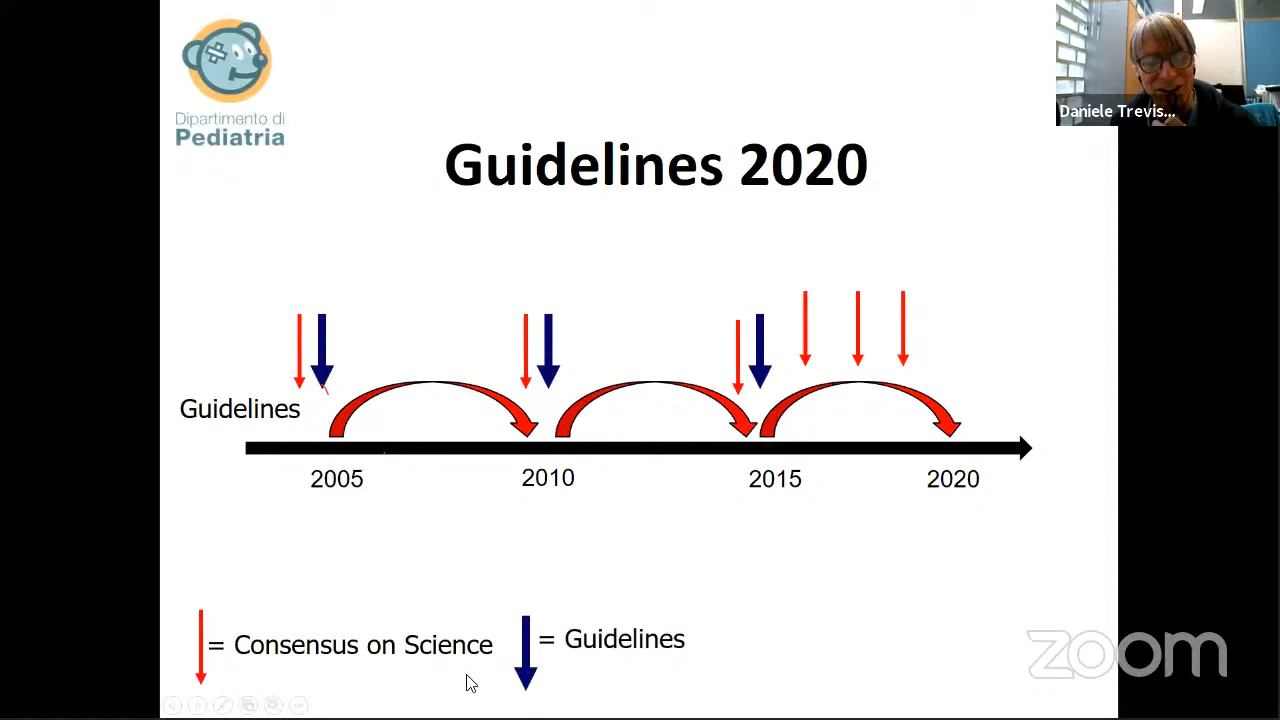 Dipartimento di
Pediatria
Daniele Trevis...
Guidelines 2020
Guidelines
2005
2010
2015
2020
= Consensus on Science
= Guidelines
zoom